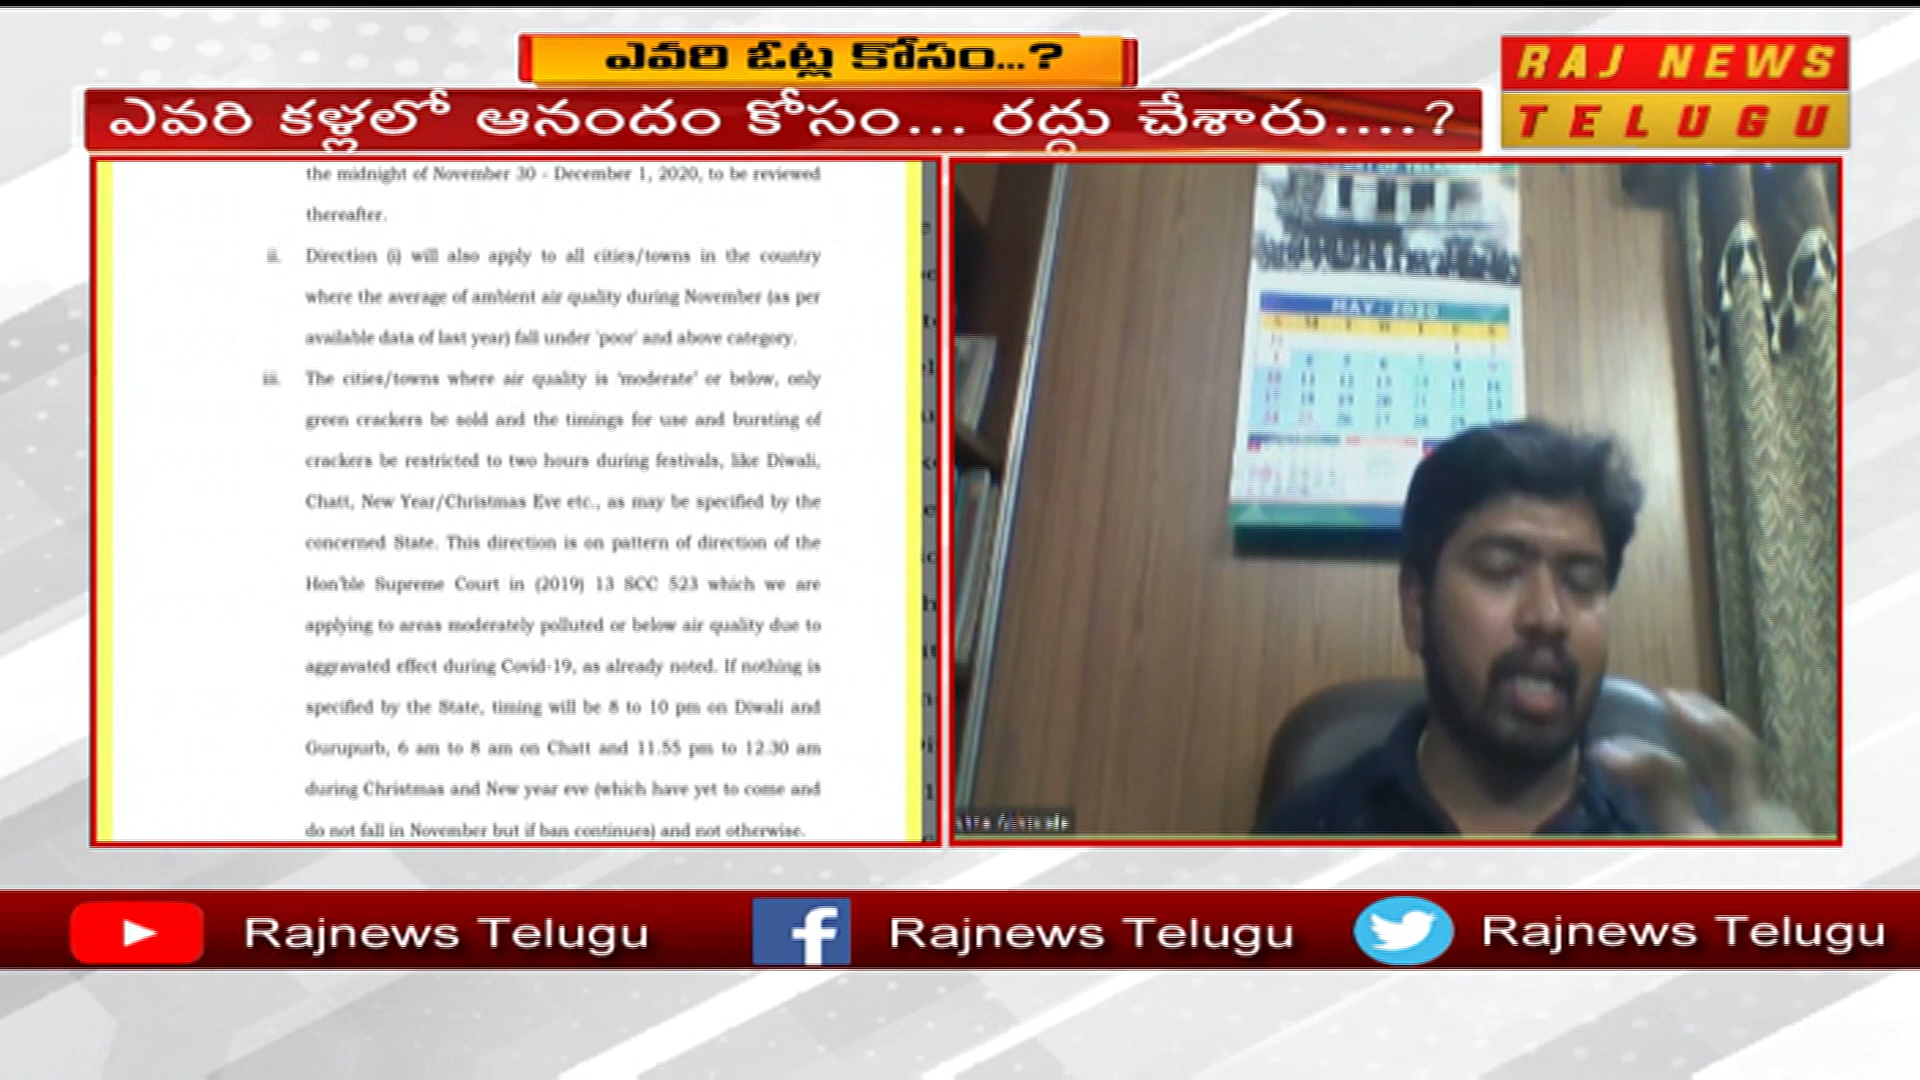 ఎవరి ఓట్ల కోసం...?
ఎవరి కళ్లలో ఆనందం కోసం... రద్దు చేశారు....?
RAJ NEWS
TELUGU
the midnight of November 30 - December 1, 2020, to be reviewed
thereafter.
ii. Direction (i) will also apply to all cities/towns in the country
where the average of ambient air quality during November (as per
available data of last year) fall under 'poor' and above category.
iii. The cities/towns where air quality is 'moderate' or below, only
green crackers be sold and the timings for use and bursting of
crackers be restricted to two hours during festivals, like Diwali,
Chatt, New Year/Christmas Eve etc., as may be specified by the
concerned State. This direction is on pattern of direction of the
Hon'ble Supreme Court in (2019) 13 SCC 523 which we are
applying to areas moderately polluted or below air quality due to
aggravated effect during Covid-19, as already noted. If nothing is
specified by the State, timing will be 8 to 10 pm on Diwali and
Gurupurb, 6 am to 8 am on Chatt and 11.55 pm to 12.30 am
during Christmas and New year eve (which have yet to come and
do not fall in November but if ban continues) and not otherwise.
MAY - 2020
Rajnews Telugu
Rajnews Telugu
Rajnews Telugu